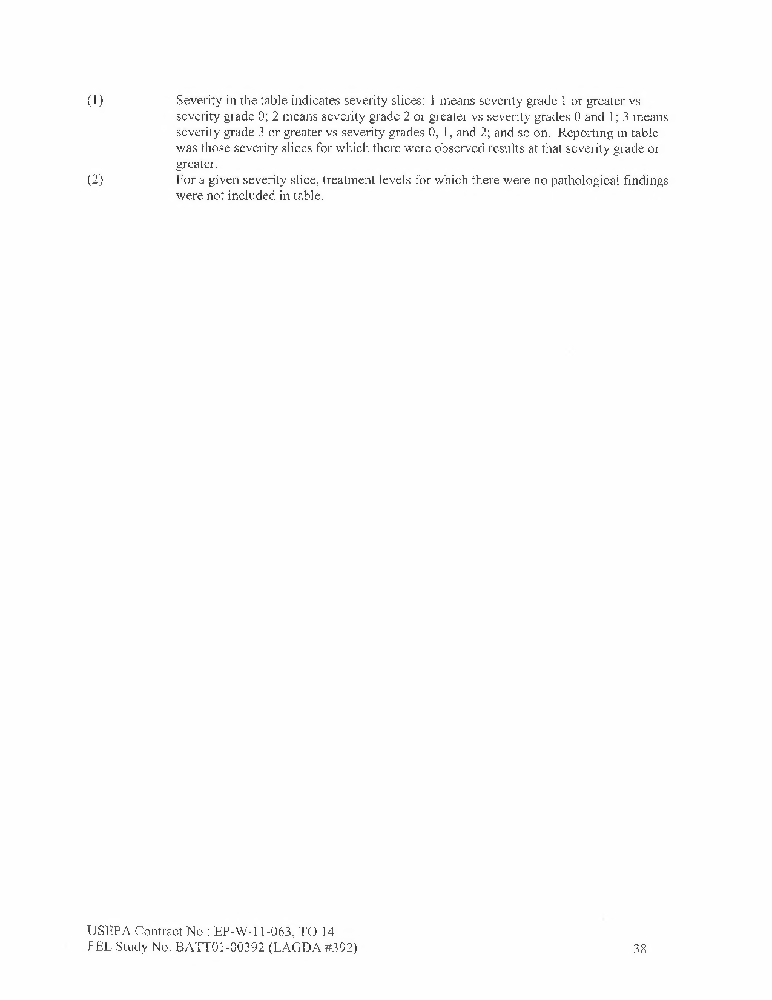 (1) Severity in the table indicates severity slices: 1 means severity grade 1 or greater vs
severity grade 0; 2 means severity grade 2 or greater vs severity grades 0 and 1; 3 means
severity grade 3 or greater vs severity grades 0, 1, and 2; and so on. Reporting in table
was those severity slices for which there were observed results at that severity grade or
greater.
(2) For a given severity slice, treatment levels for which there were no pathological findings
were not included in table.
USEPA Contract No.: EP-W-11-063, TO 14
FEL Study No. BATT01-00392 (LAGDA #392) 38